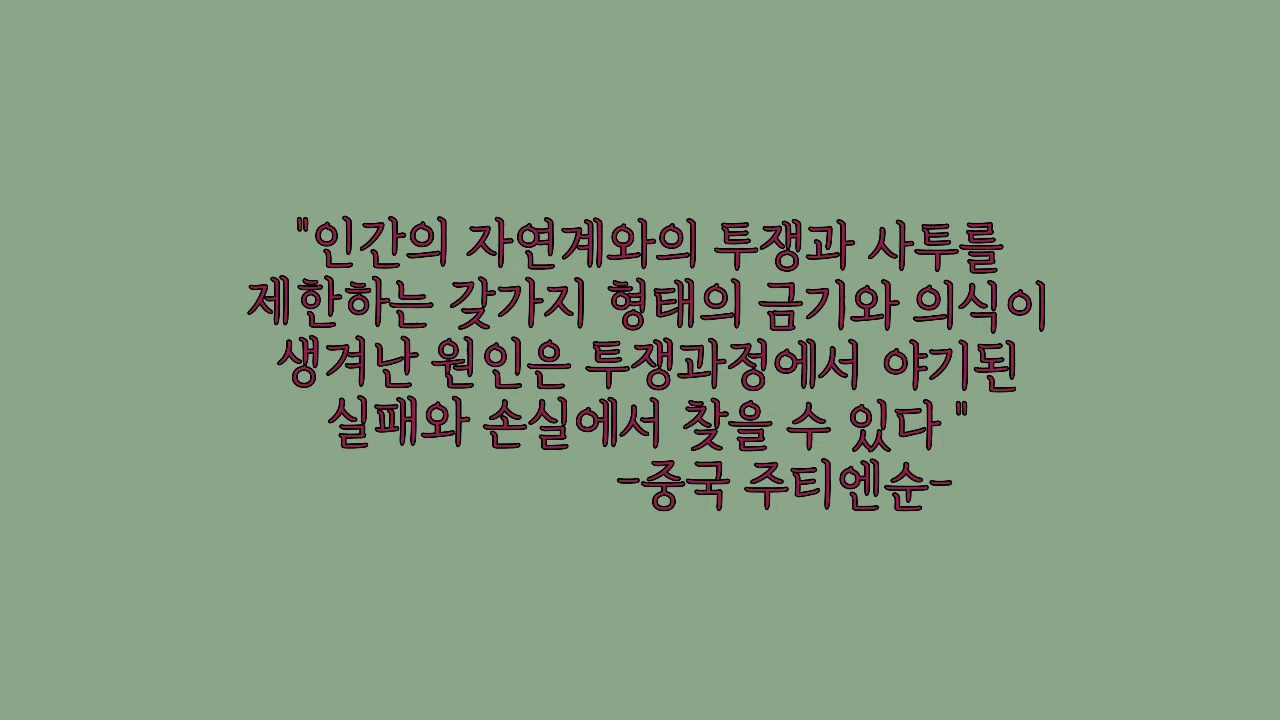 "인간의 자연계와의 투쟁과 사투를
제한하는 갖가지 형태의 금기와 의식이
생겨난 원인은 투쟁과정에서 야기된
실패와 손실에서 찾을 수 있다 "
-중국 주티엔순-